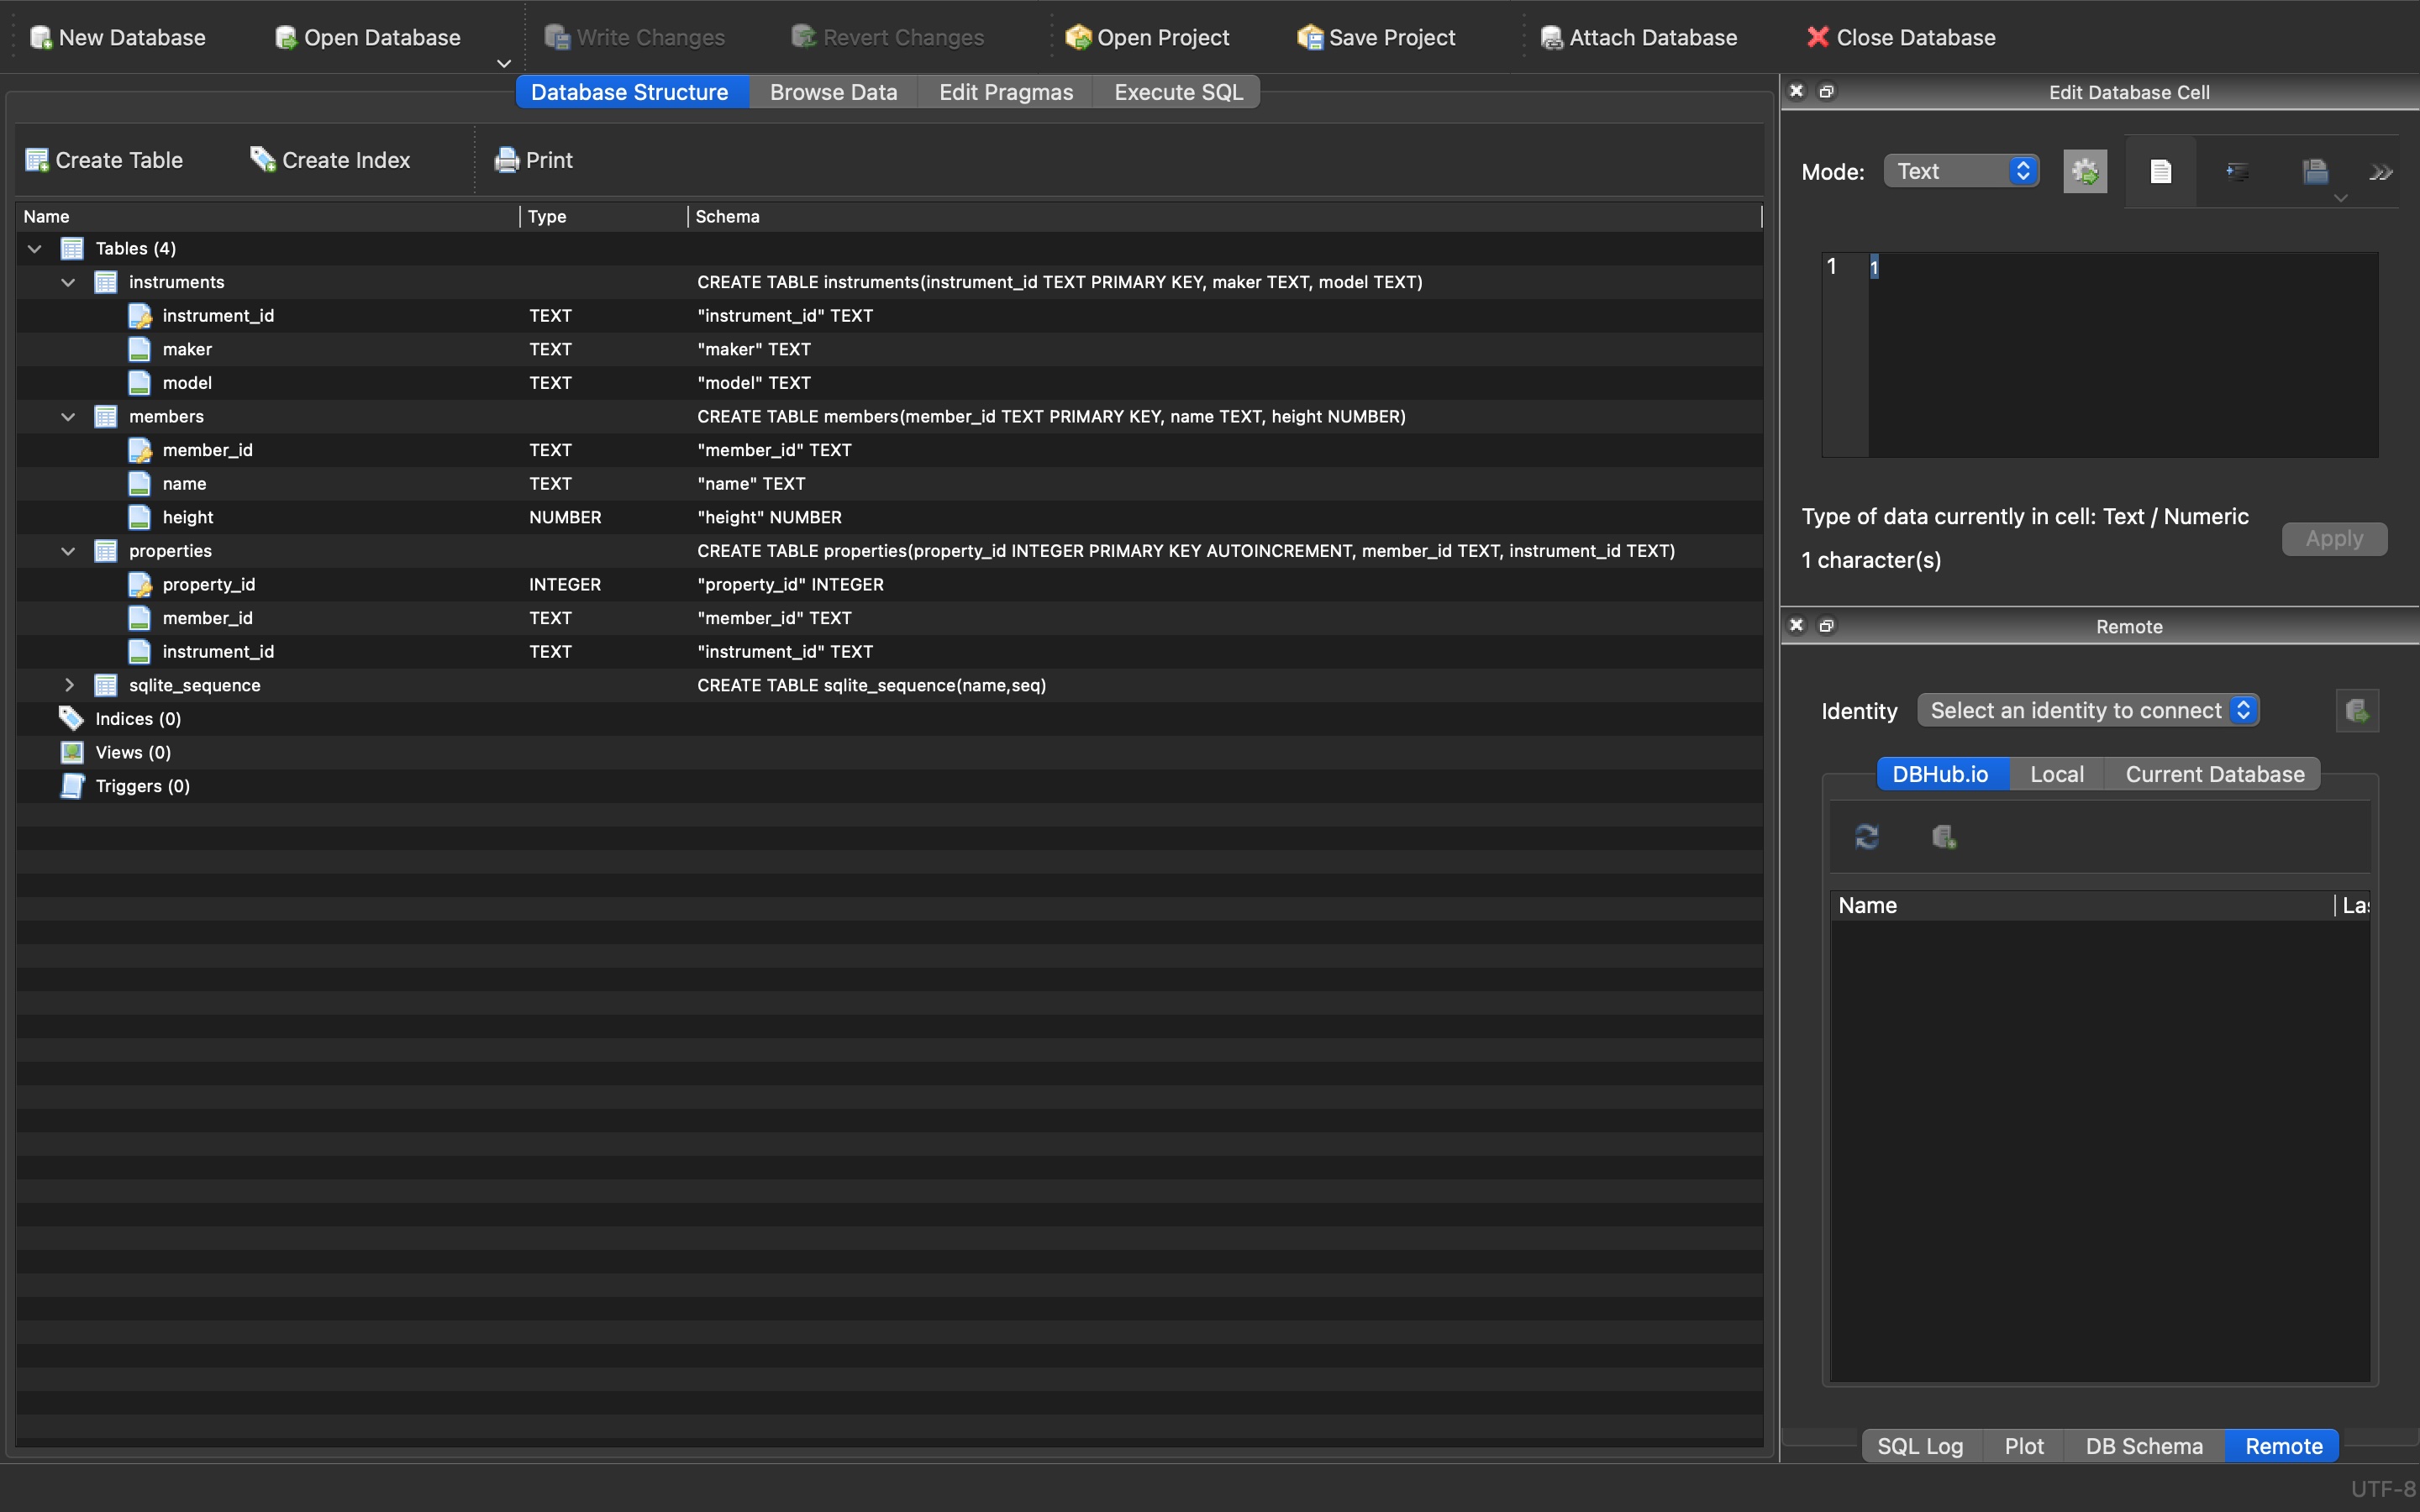 New Database Open Database Write Changes Revert Changes Open Project Save Project Attach Database Close Database
Database Structure Browse Data Edit Pragmas Execute SQL
Create Table Create Index Print
Name Type Schema
Tables (4)
instruments CREATE TABLE instruments(instrument_id TEXT PRIMARY KEY, maker TEXT, model TEXT)
instrument_id TEXT "instrument_id" TEXT
maker TEXT "maker" TEXT
model TEXT "model" TEXT
members CREATE TABLE members(member_id TEXT PRIMARY KEY, name TEXT, height NUMBER)
member_id TEXT "member_id" TEXT
name TEXT "name" TEXT
height NUMBER "height" NUMBER
properties CREATE TABLE properties(property_id INTEGER PRIMARY KEY AUTOINCREMENT, member_id TEXT, instrument_id TEXT)
property_id INTEGER "property_id" INTEGER
member_id TEXT "member_id" TEXT
instrument_id TEXT "instrument_id" TEXT
sqlite_sequence CREATE TABLE sqlite_sequence(name,seq)
Indices (0)
Views (0)
Triggers (0)
Edit Database Cell
Mode: Text
1 1
Type of data currently in cell: Text / Numeric
1 character(s)
Apply
Remote
Identity Select an identity to connect
DBHub.io Local Current Database
Name
SQL Log Plot DB Schema Remote
UTF-8